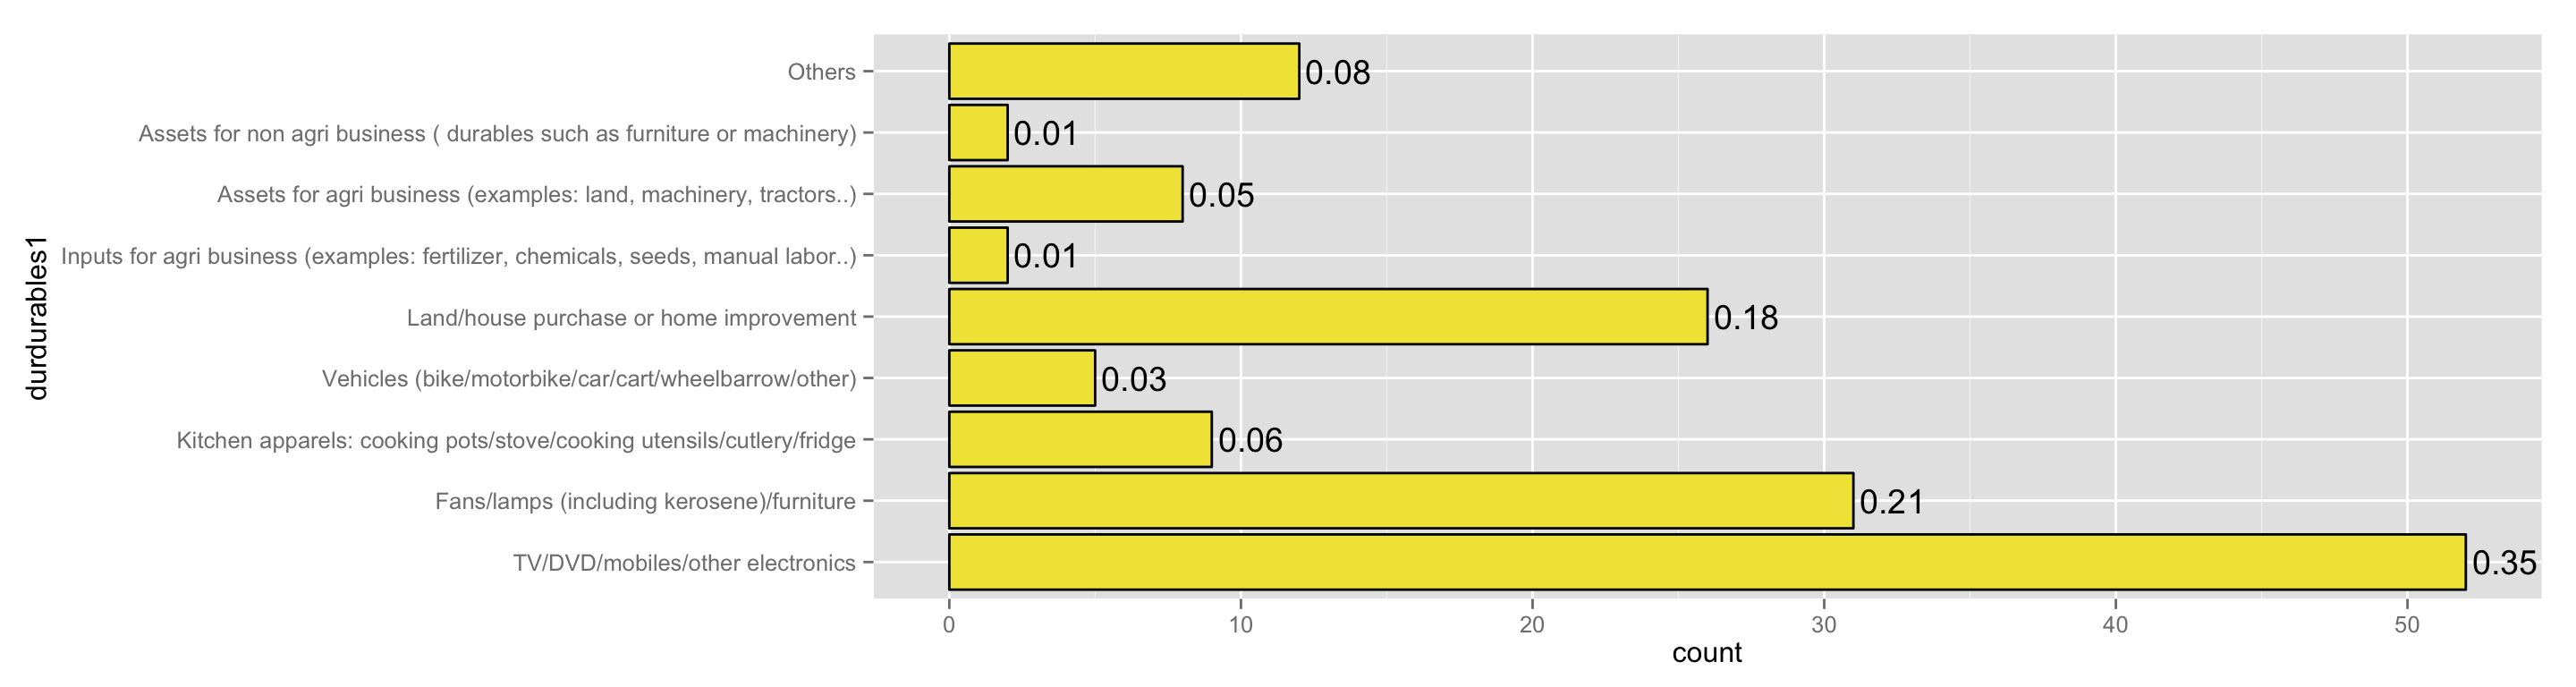 Others
0.08
Assets for non agri business ( durables such as furniture or machinery)
0.01
Assets for agri business (examples: land, machinery, tractors..)
0.05
Inputs for agri business (examples: fertilizer, chemicals, seeds, manual labor..)
0.01
Land/house purchase or home improvement
0.18
Vehicles (bike/motorbike/car/cart/wheelbarrow/other)
0.03
Kitchen apparels: cooking pots/stove/cooking utensils/cutlery/fridge
0.06
Fans/lamps (including kerosene)/furniture
0.21
TV/DVD/mobiles/other electronics
0.35
durdurables1
0 10 20 30 40 50
count